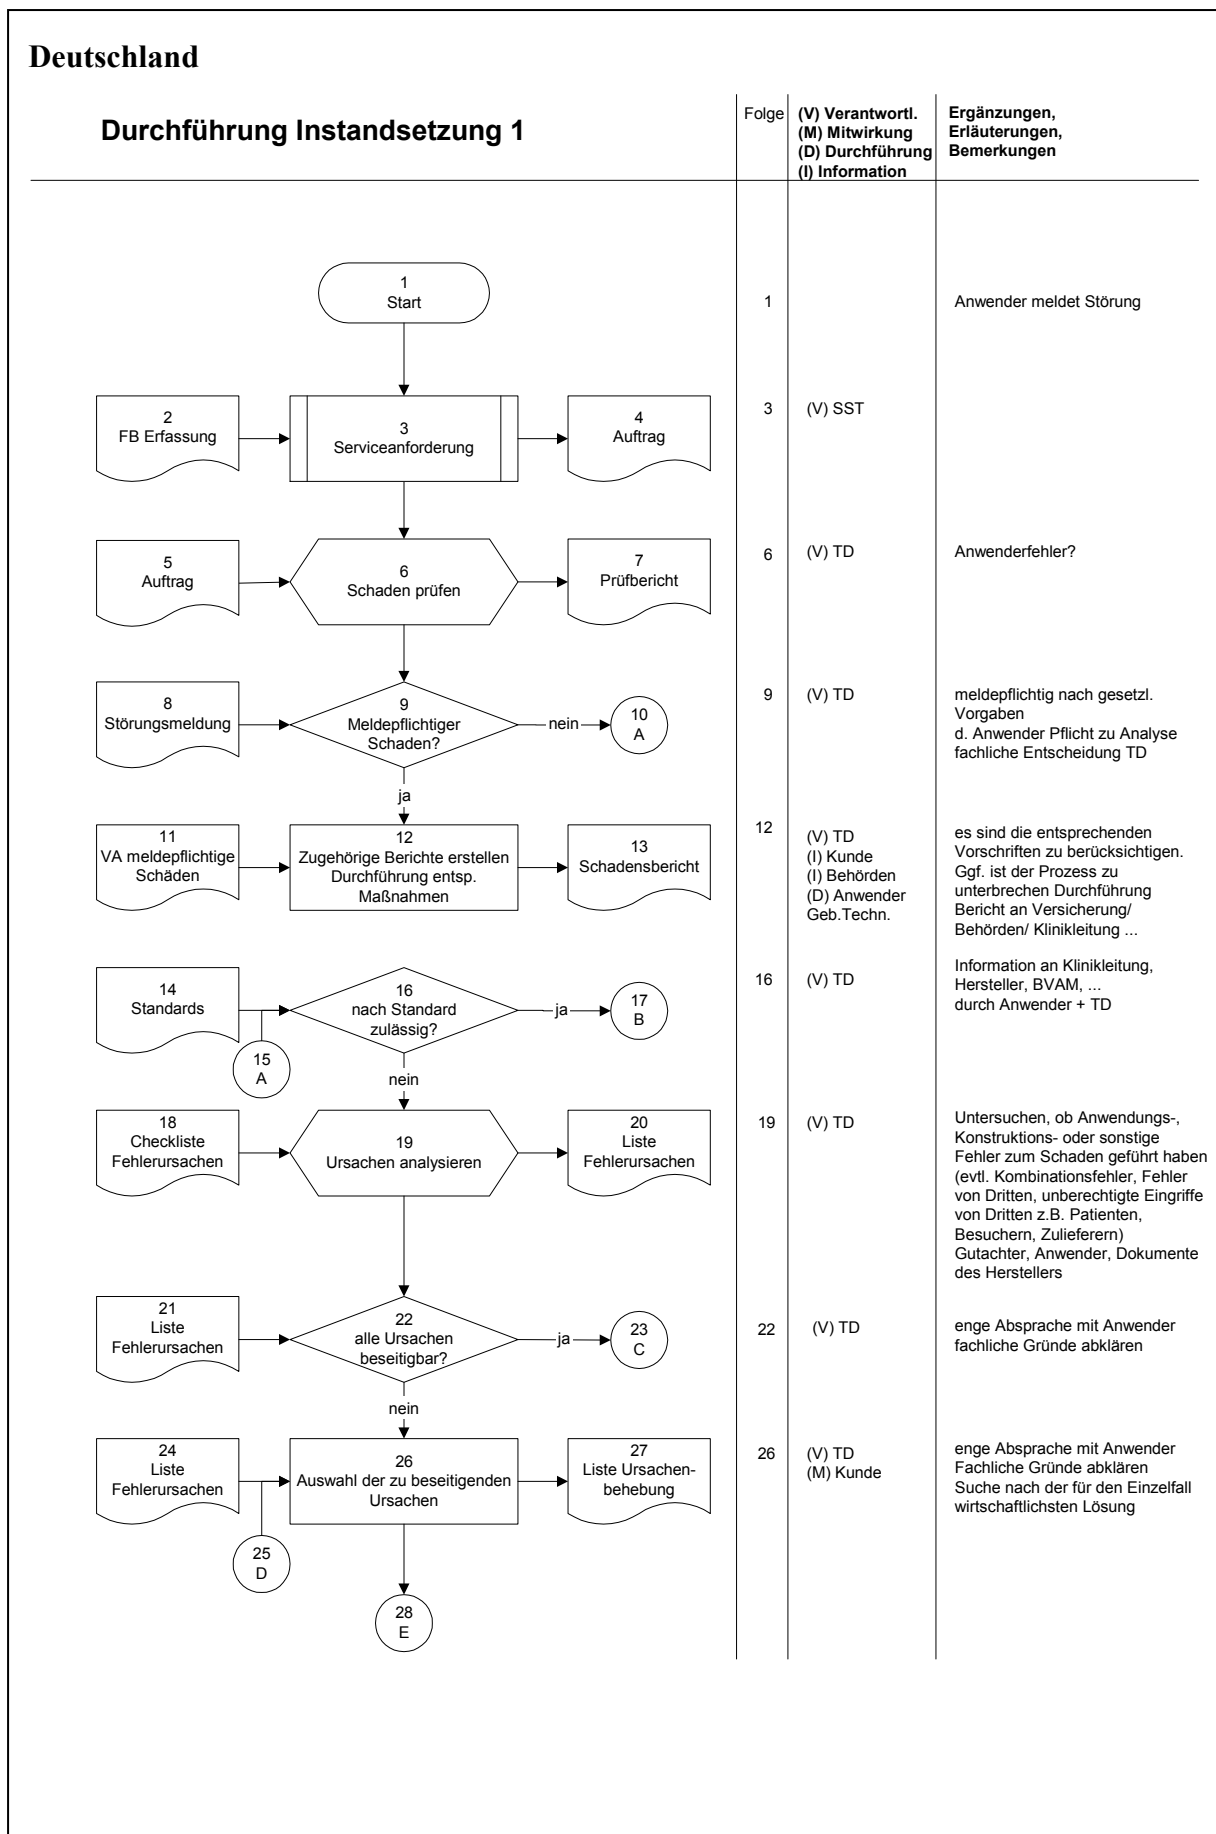 Deutschland
Durchführung Instandsetzung 1
Folge
(V) Verantwortl.
(M) Mitwirkung
(D) Durchführung
(I) Information
Ergänzungen,
Erläuterungen,
Bemerkungen
1
Start
1
Anwender meldet Störung
2
FB Erfassung
3
Serviceanforderung
4
Auftrag
3
(V) SST
5
Auftrag
6
Schaden prüfen
7
Prüfbericht
6
(V) TD
Anwenderfehler?
8
Störungsmeldung
9
Meldepflichtiger
Schaden?
nein
10
A
ja
9
(V) TD
meldepflichtig nach gesetzl.
Vorgaben
d. Anwender Pflicht zu Analyse
fachliche Entscheidung TD
11
VA meldepflichtige
Schäden
12
Zugehörige Berichte erstellen
Durchführung entsp.
Maßnahmen
13
Schadensbericht
12
(V) TD
(I) Kunde
(I) Behörden
(D) Anwender
Geb.Techn.
es sind die entsprechenden
Vorschriften zu berücksichtigen.
Ggf. ist der Prozess zu
unterbrechen Durchführung
Bericht an Versicherung/
Behörden/ Klinikleitung ...
14
Standards
15
A
16
nach Standard
zulässig?
ja
17
B
nein
16
(V) TD
Information an Klinikleitung,
Hersteller, BVAM, ...
durch Anwender + TD
18
Checkliste
Fehlerursachen
19
Ursachen analysieren
20
Liste
Fehlerursachen
19
(V) TD
Untersuchen, ob Anwendungs-,
Konstruktions- oder sonstige
Fehler zum Schaden geführt haben
(evtl. Kombinationsfehler, Fehler
von Dritten, unberechtigte Eingriffe
von Dritten z.B. Patienten,
Besuchern, Zulieferern)
Gutachter, Anwender, Dokumente
des Herstellers
21
Liste
Fehlerursachen
22
alle Ursachen
beseitigbar?
ja
23
C
nein
22
(V) TD
enge Absprache mit Anwender
fachliche Gründe abklären
24
Liste
Fehlerursachen
25
D
26
Auswahl der zu beseitigenden
Ursachen
27
Liste Ursachen-
behebung
28
E
26
(V) TD
(M) Kunde
enge Absprache mit Anwender
Fachliche Gründe abklären
Suche nach der für den Einzelfall
wirtschaftlichsten Lösung